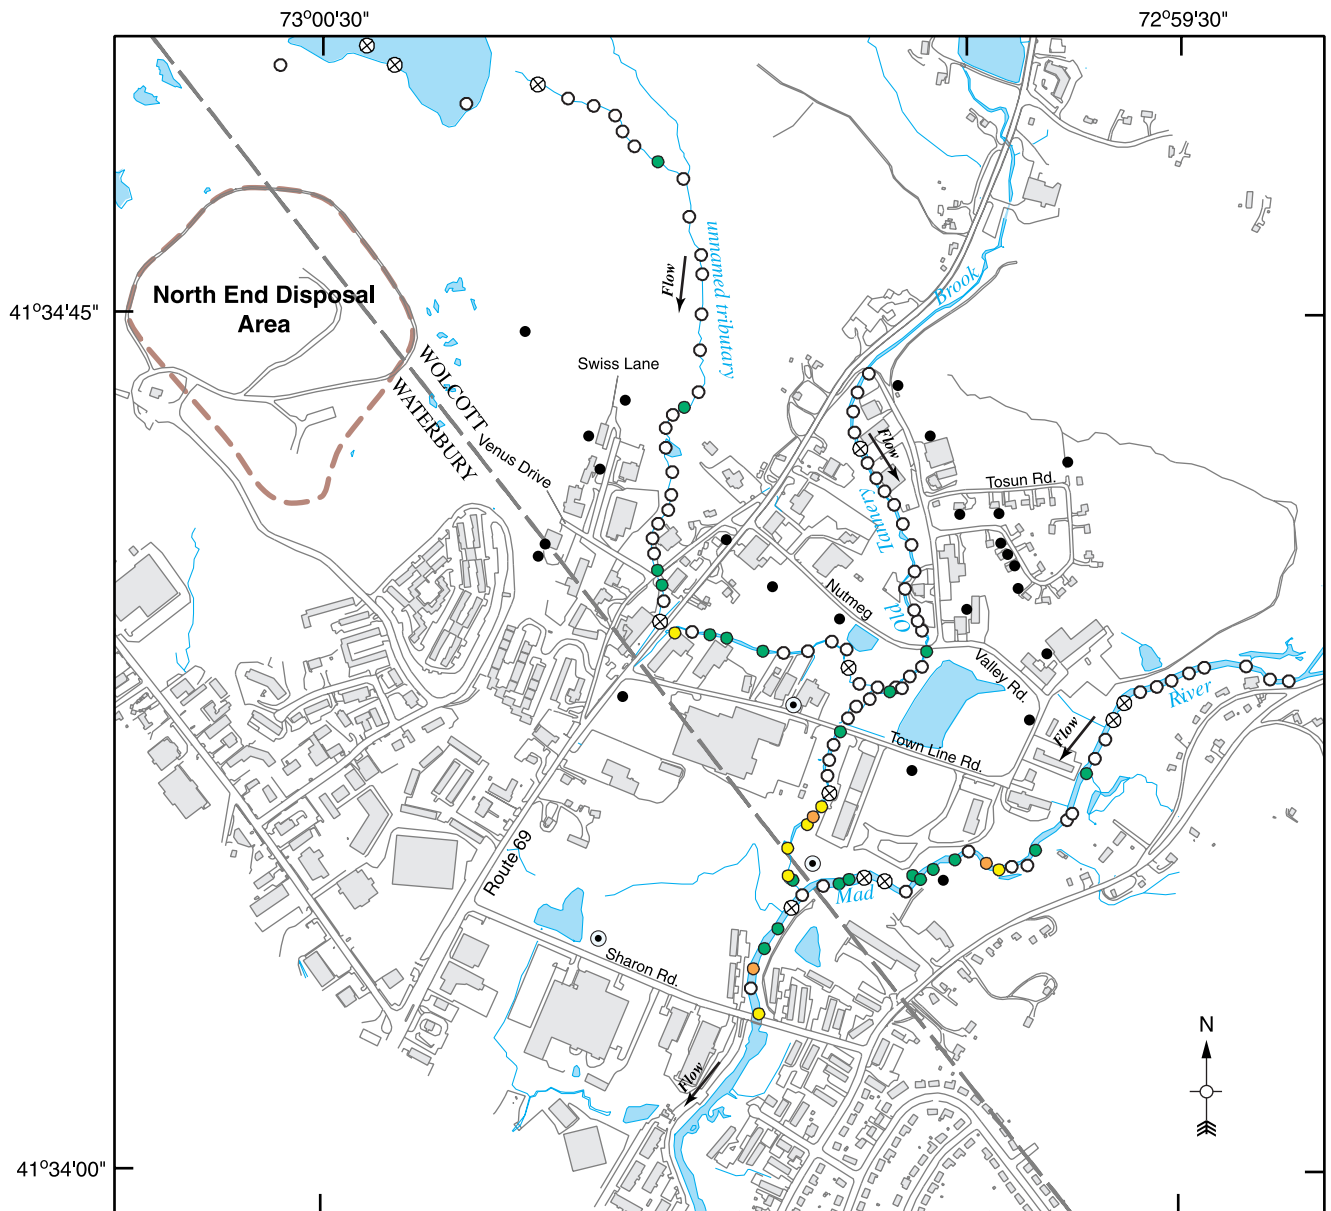 73°00'30"
72°59'30"
unnamed tributary
Flow
Brook
North End Disposal
Area
41°34'45"
WOLCOTT
WATERBURY
Swiss Lane
Venus Drive
Flow
Tosun Rd.
Tannery
Old
Nutmeg
Valley Rd.
River
Flow
Town Line Rd.
Route 69
Mad
Sharon Rd.
N
Flow
41°34'00"